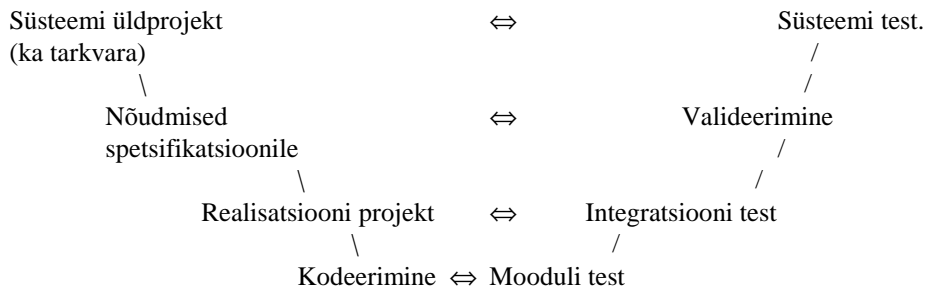 Süsteemi üldprojekt ⇔ Süsteemi test.
(ka tarkvara) /
\ /
Nõudmised ⇔ Valideerimine
spetsifikatsioonile /
\ /
Realisatsiooni projekt ⇔ Integratsiooni test
\ /
Kodeerimine ⇔ Mooduli test